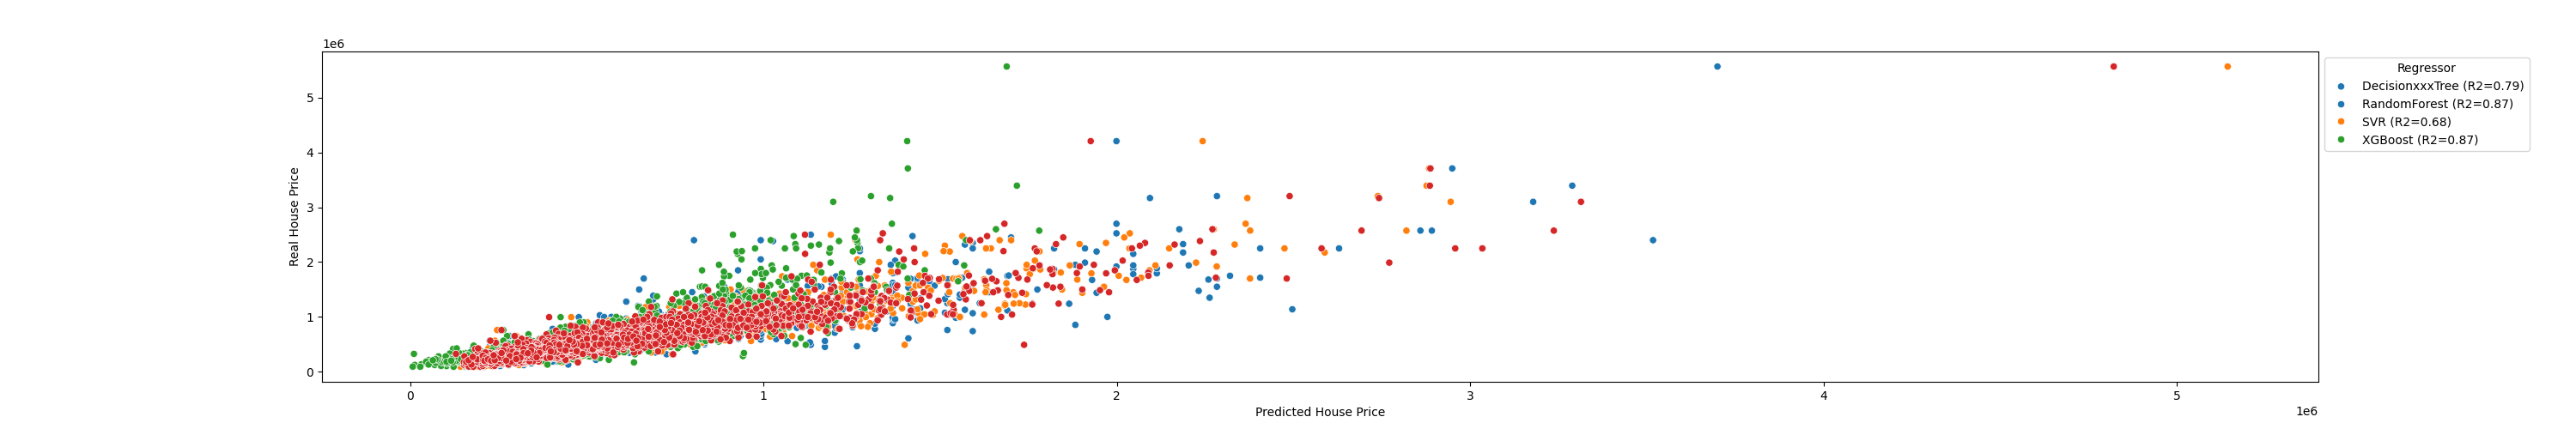 1e6
5
4
3
2
1
0
Real House Price
0 1 2 3 4 5
1e6
Predicted House Price
Regressor
DecisionxxxTree (R2=0.79)
RandomForest (R2=0.87)
SVR (R2=0.68)
XGBoost (R2=0.87)